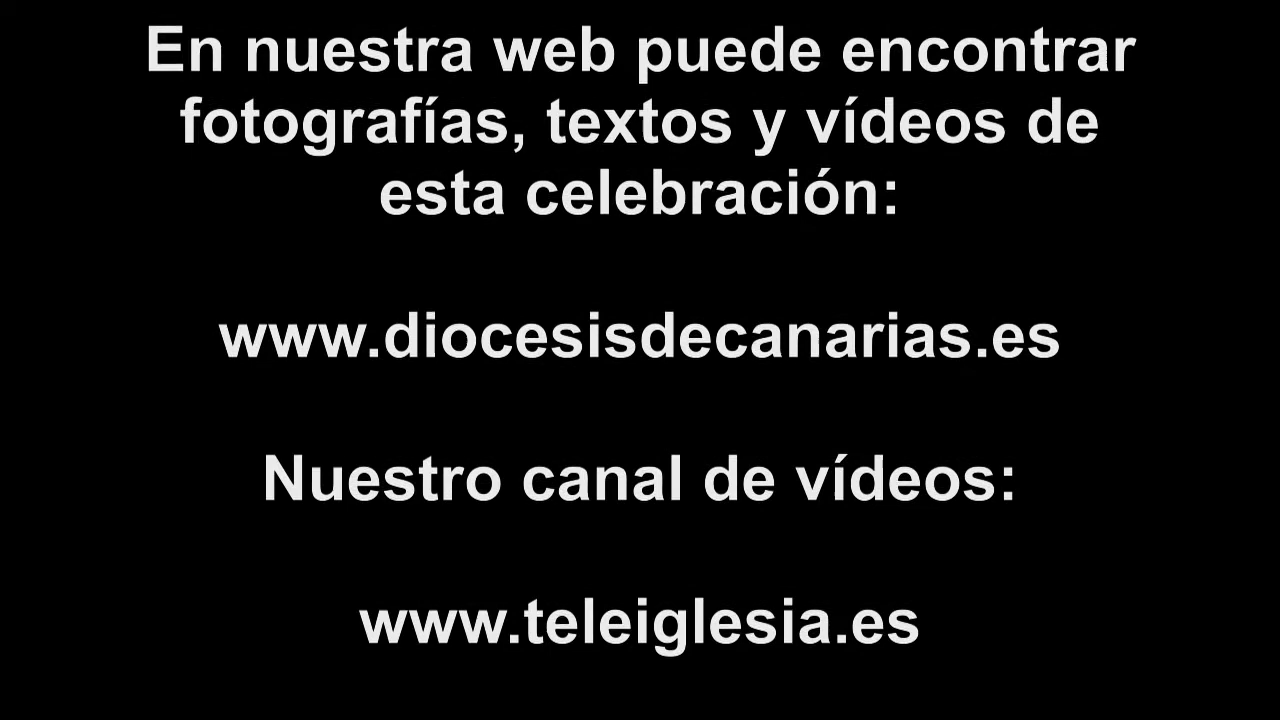 En nuestra web puede encontrar
fotografías, textos y vídeos de
esta celebración:
www.diocesisdecanarias.es
Nuestro canal de vídeos:
www.teleiglesia.es